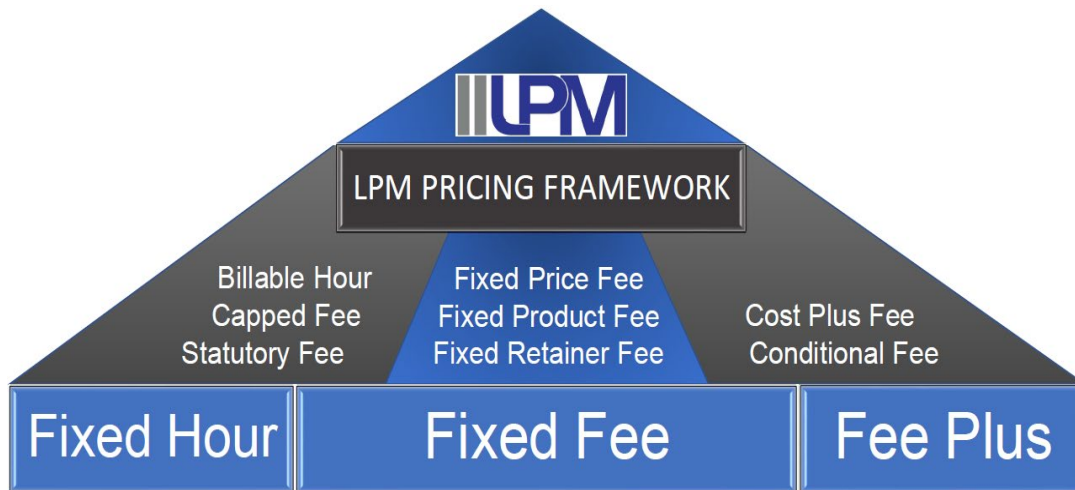 IILPM
LPM PRICING FRAMEWORK
Billable Hour
Capped Fee
Statutory Fee
Fixed Price Fee
Fixed Product Fee
Fixed Retainer Fee
Cost Plus Fee
Conditional Fee
Fixed Hour
Fixed Fee
Fee Plus